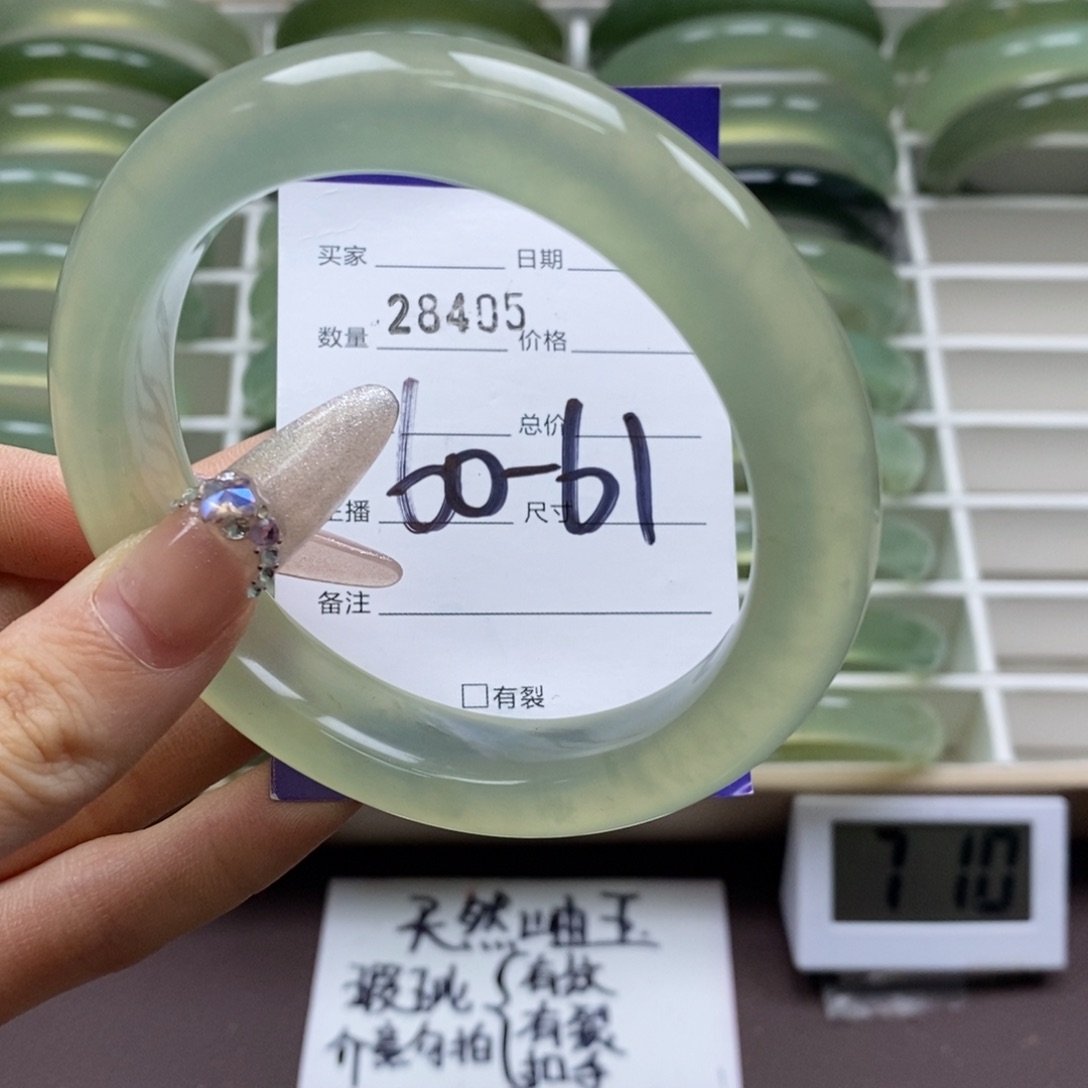 买家 日期
28405
数量 价格
总价
60-61
主播 尺寸
备注
□有裂
7 10
天然岫玉
瑕疵 有纹
介意勿拍 有裂
扣手